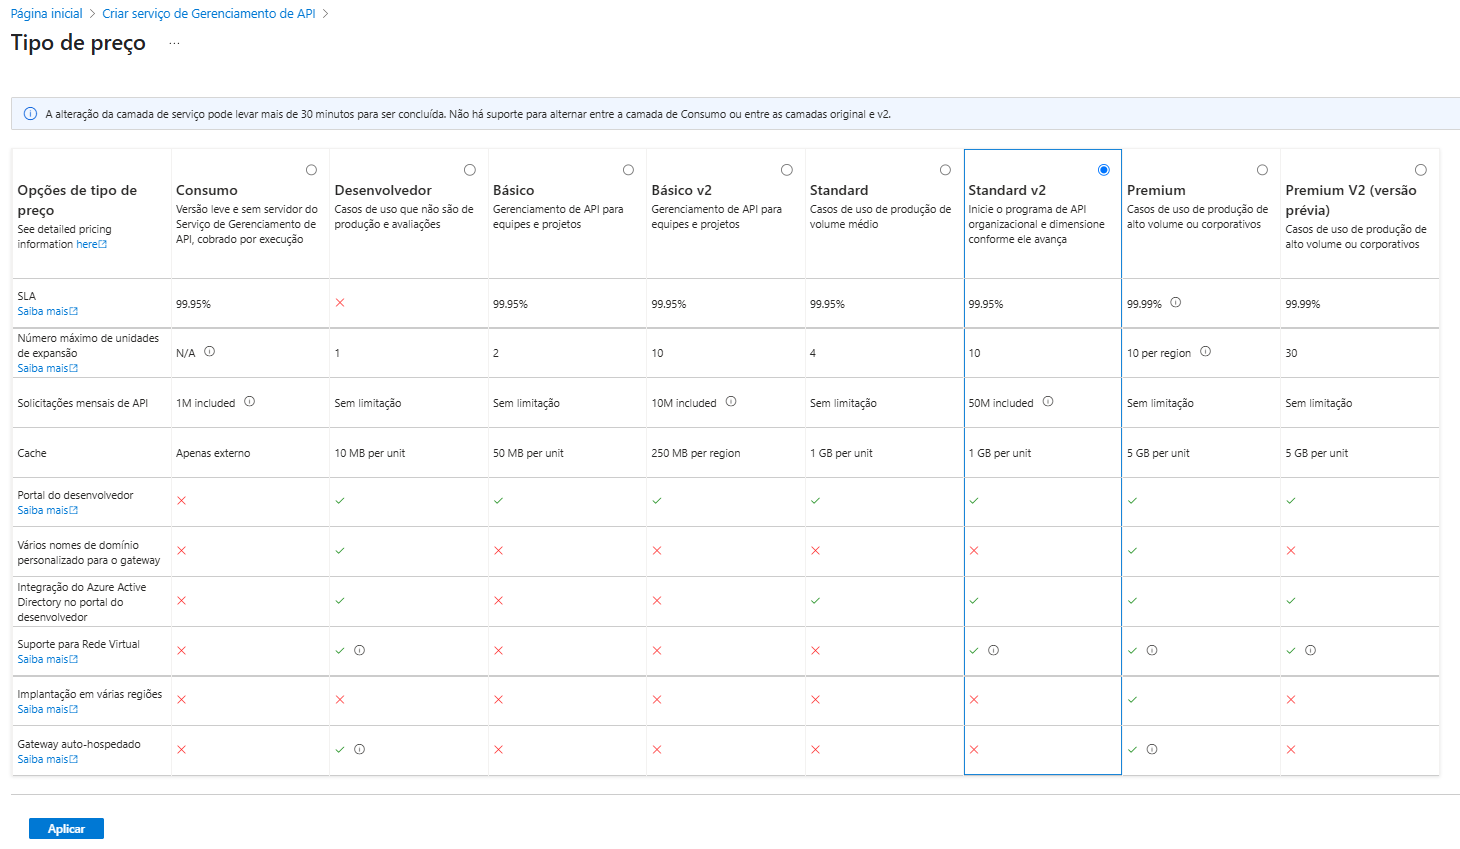 Página inicial > Criar serviço de Gerenciamento de API >
Tipo de preço ...
A alteração da camada de serviço pode levar mais de 30 minutos para ser concluída. Não há suporte para alternar entre a camada de Consumo ou entre as camadas original e v2.
Opções de tipo de
preço
See detailed pricing
information here
Consumo
Versão leve e sem servidor do
Serviço de Gerenciamento de
API, cobrado por execução
Desenvolvedor
Casos de uso que não são de
produção e avaliações
Básico
Gerenciamento de API para
equipes e projetos
Básico v2
Gerenciamento de API para
equipes e projetos
Standard
Casos de uso de produção de
volume médio
Standard v2
Inicie o programa de API
organizacional e dimensione
conforme ele avança
Premium
Casos de uso de produção de
alto volume ou corporativos
Premium V2 (versão
prévia)
Casos de uso de produção de
alto volume ou corporativos
SLA
Saiba mais
99.95%
99.95%
99.95%
99.95%
99.95%
99.99%
99.99%
Número máximo de unidades
de expansão
Saiba mais
N/A
1
2
10
4
10
10 per region
30
Solicitações mensais de API
1M included
Sem limitação
Sem limitação
10M included
Sem limitação
50M included
Sem limitação
Sem limitação
Cache
Apenas externo
10 MB per unit
50 MB per unit
250 MB per region
1 GB per unit
1 GB per unit
5 GB per unit
5 GB per unit
Portal do desenvolvedor
Saiba mais
Vários nomes de domínio
personalizado para o gateway
Integração do Azure Active
Directory no portal do
desenvolvedor
Suporte para Rede Virtual
Saiba mais
Implantação em várias regiões
Saiba mais
Gateway auto-hospedado
Saiba mais
Aplicar